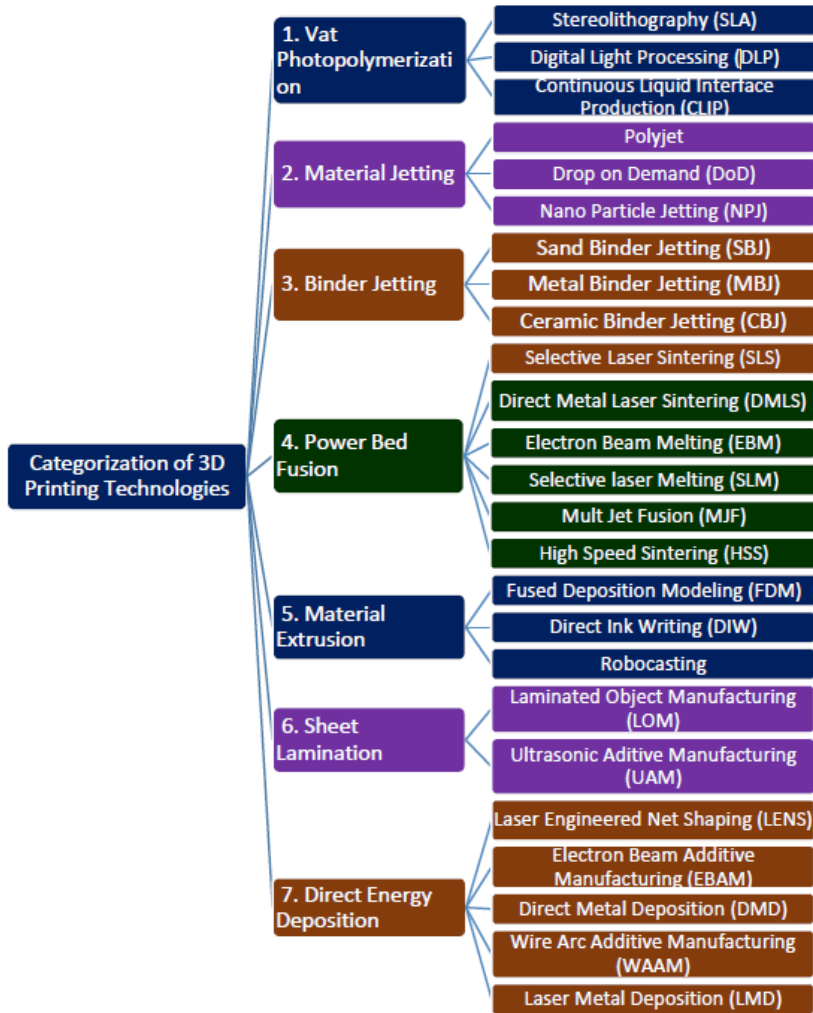 Categorization of 3D
Printing Technologies
1. Vat
Photopolymerizati
on
Stereolithography (SLA)
Digital Light Processing (DLP)
Continuous Liquid Interface
Production (CLIP)
2. Material Jetting
Polyjet
Drop on Demand (DoD)
Nano Particle Jetting (NPJ)
3. Binder Jetting
Sand Binder Jetting (SBJ)
Metal Binder Jetting (MBJ)
Ceramic Binder Jetting (CBJ)
4. Power Bed
Fusion
Selective Laser Sintering (SLS)
Direct Metal Laser Sintering (DMLS)
Electron Beam Melting (EBM)
Selective laser Melting (SLM)
Mult Jet Fusion (MJF)
High Speed Sintering (HSS)
5. Material
Extrusion
Fused Deposition Modeling (FDM)
Direct Ink Writing (DIW)
Robocasting
6. Sheet
Lamination
Laminated Object Manufacturing
(LOM)
Ultrasonic Aditive Manufacturing
(UAM)
7. Direct Energy
Deposition
Laser Engineered Net Shaping (LENS)
Electron Beam Additive
Manufacturing (EBAM)
Direct Metal Deposition (DMD)
Wire Arc Additive Manufacturing
(WAAM)
Laser Metal Deposition (LMD)